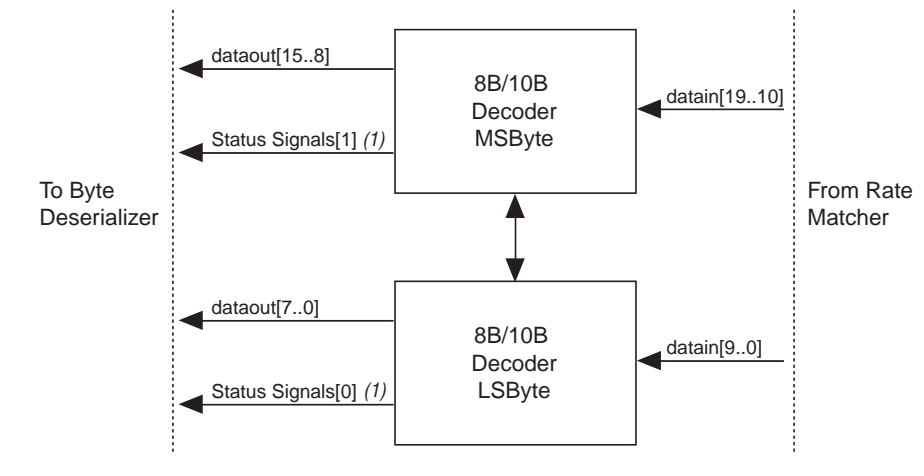 dataout[15..8]
8B/10B
Decoder
MSByte
datain[19..10]
Status Signals[1] (1)
To Byte
Deserializer
From Rate
Matcher
dataout[7..0]
8B/10B
Decoder
LSByte
datain[9..0]
Status Signals[0] (1)